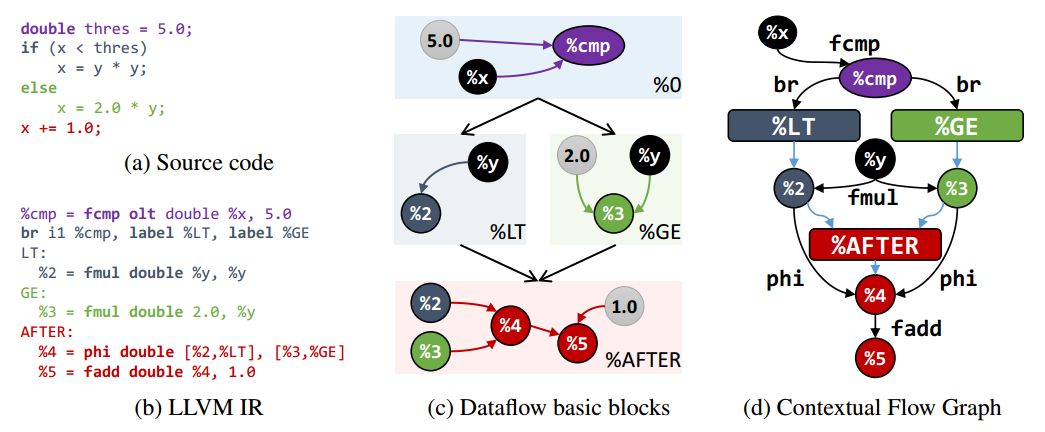 double thres = 5.0;
if (x < thres)
    x = y * y;
else
    x = 2.0 * y;
x += 1.0;
(a) Source code
%cmp = fcmp olt double %x, 5.0
br i1 %cmp, label %LT, label %GE
LT:
  %2 = fmul double %y, %y
GE:
  %3 = fmul double 2.0, %y
AFTER:
  %4 = phi double [%2,%LT], [%3,%GE]
  %5 = fadd double %4, 1.0
(b) LLVM IR
5.0
%cmp
%x
%0
%y
%2
%LT
2.0
%y
%3
%GE
%2
%4
1.0
%5
%3
%AFTER
(c) Dataflow basic blocks
%x
fcmp
%cmp
br
br
%LT
%GE
%y
%2
%3
fmul
%AFTER
phi
phi
%4
fadd
%5
(d) Contextual Flow Graph